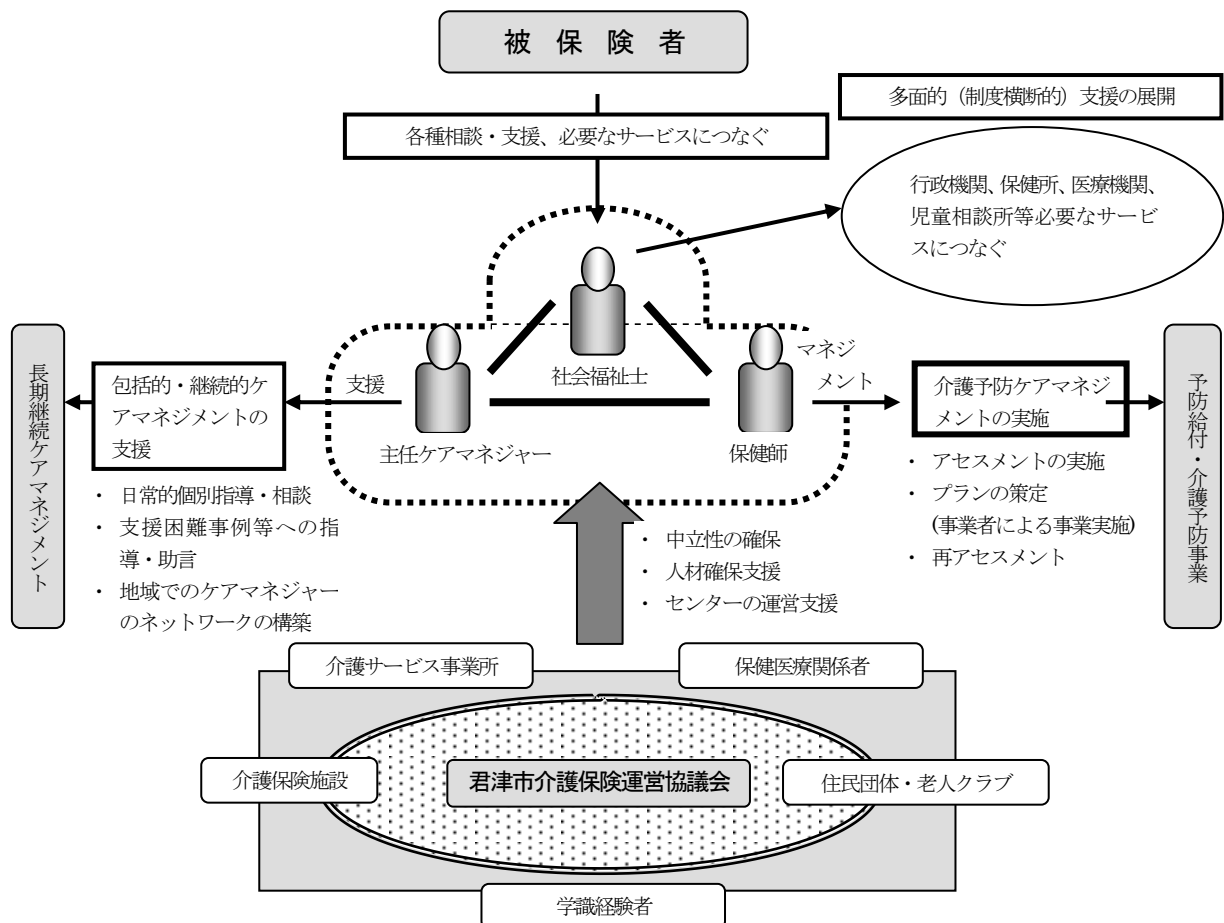 被 保 険 者
多面的（制度横断的）支援の展開
各種相談・支援、必要なサービスにつなぐ
行政機関、保健所、医療機関、
児童相談所等必要なサービ
スにつなぐ
社会福祉士
主任ケアマネジャー
保健師
支援
マネジ
メント
長期継続ケアマネジメント
包括的・継続的ケ
アマネジメントの
支援
・ 日常的個別指導・相談
・ 支援困難事例等への指
導・助言
・ 地域でのケアマネジャー
のネットワークの構築
介護予防ケアマネジ
メントの実施
・ アセスメントの実施
・ プランの策定
(事業者による事業実施)
・ 再アセスメント
予防給付・介護予防事業
・ 中立性の確保
・ 人材確保支援
・ センターの運営支援
介護サービス事業所
保健医療関係者
介護保険施設
君津市介護保険運営協議会
住民団体・老人クラブ
学識経験者